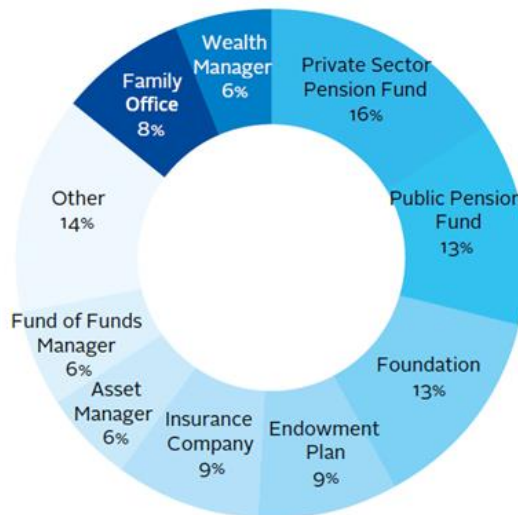 Wealth
Manager
6%
Private Sector
Pension Fund
16%
Public Pension
Fund
13%
Foundation
13%
Endowment
Plan
9%
Insurance
Company
9%
Asset
Manager
6%
Fund of Funds
Manager
6%
Other
14%
Family
Office
8%